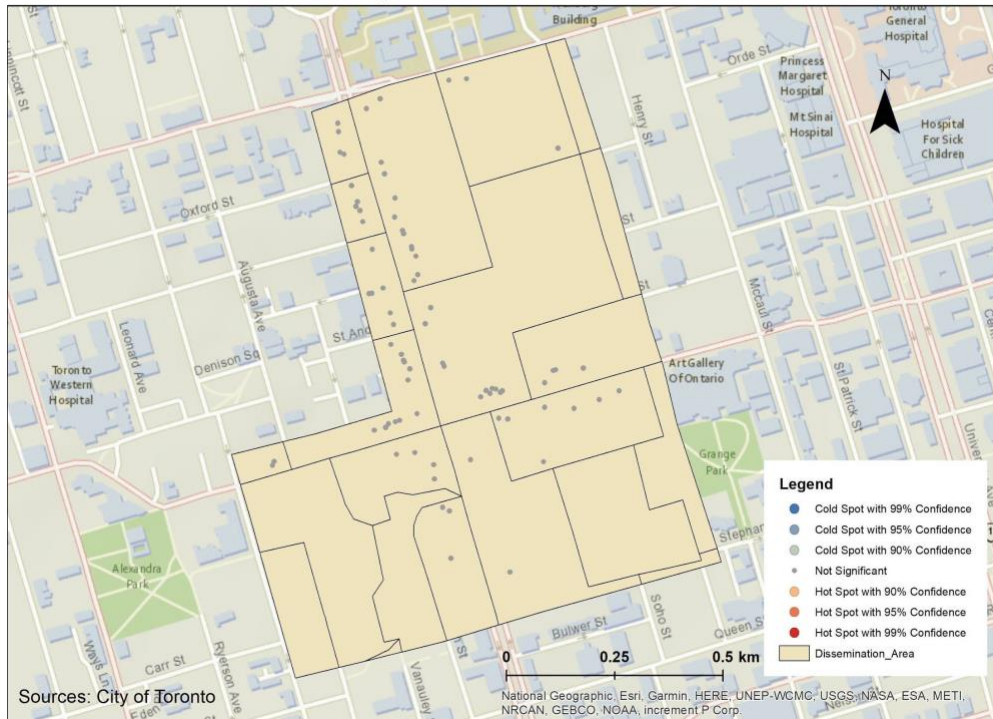 Building
Toronto
General
Hospital
Orde St
Princess
Margaret
Hospital
Mt Sinai
Hospital
Henry St
N
Hospital
For Sick
Children
Oxford St
St
Augusta Ave
Leonard Ave
St And
Denison Sq
Mccaul St
Toronto
Western
Hospital
Art Gallery
Of Ontario
St Patrick St
Grange
Park
Stephan
Alexandra
Park
Ways Ln
Carr St
Ryerson Ave
Eden
Vanauley
Bulwer St
Soho St
Queen St
Legend
Cold Spot with 99% Confidence
Cold Spot with 95% Confidence
Cold Spot with 90% Confidence
Not Significant
Hot Spot with 90% Confidence
Hot Spot with 95% Confidence
Hot Spot with 99% Confidence
Dissemination_Area
0 0.25 0.5 km
Sources: City of Toronto
National Geographic, Esri, Garmin, HERE, UNEP-WCMC, USGS, NASA, ESA, METI,
NRCAN, GEBCO, NOAA, increment P Corp.